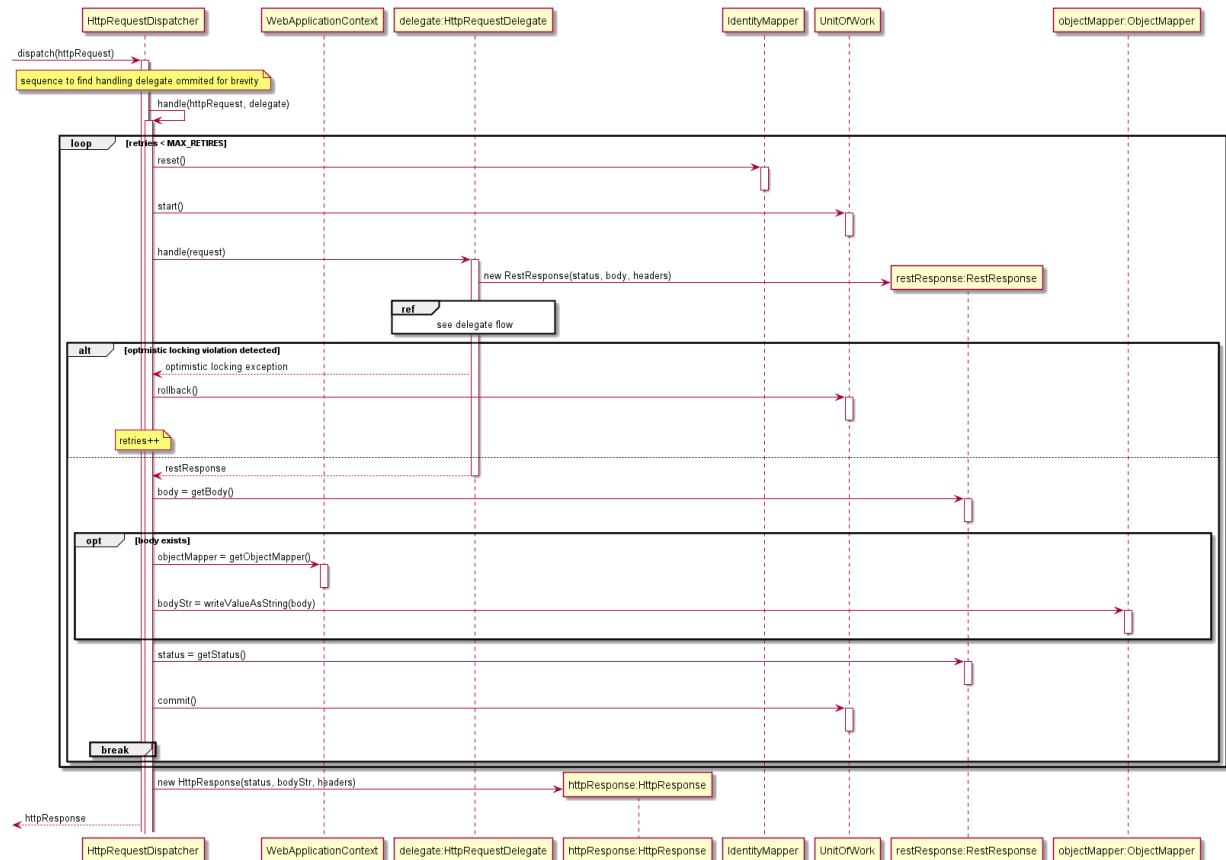 HttpRequestDispatcher
WebApplicationContext
delegate:HttpRequestDelegate
IdentityMapper
UnitOfWork
objectMapper:ObjectMapper
dispatch(httpRequest)
sequence to find handling delegate ommited for brevity
handle(httpRequest, delegate)
loop [retries < MAX_RETIRES]
reset()
start()
handle(request)
new RestResponse(status, body, headers)
restResponse:RestResponse
ref
see delegate flow
alt [optmistic locking violation detected]
optimistic locking exception
rollback()
retries++
restResponse
body = getBody()
opt [body exists]
objectMapper = getObjectMapper()
bodyStr = writeValueAsString(body)
status = getStatus()
commit()
break
new HttpResponse(status, bodyStr, headers)
httpResponse:HttpResponse
httpResponse
HttpRequestDispatcher
WebApplicationContext
delegate:HttpRequestDelegate
httpResponse:HttpResponse
IdentityMapper
UnitOfWork
restResponse:RestResponse
objectMapper:ObjectMapper